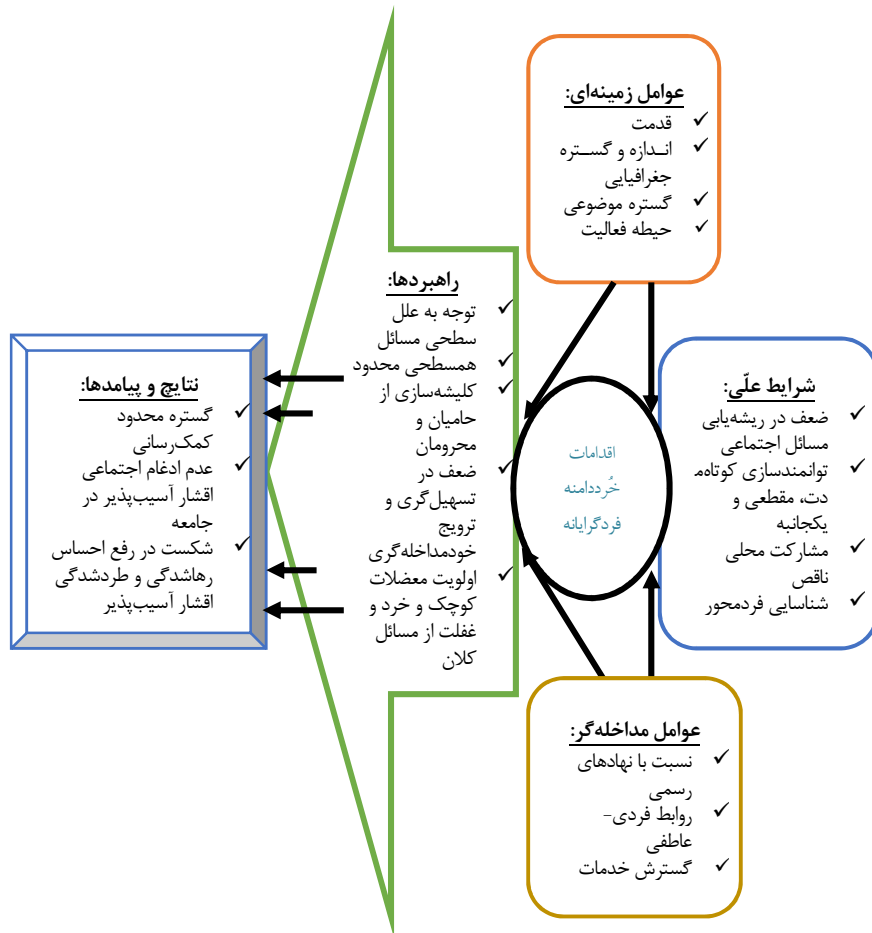 عوامل زمینه‌ای:
✓ قدمت
✓ انـدازه و گسـتره
جغرافیایی
✓ گستره موضوعی
✓ حیطه فعالیت
شرایط علّی:
✓ ضعف در ریشه‌یابی
مسائل اجتماعی
✓ توانمندسازی کوتاه‌مـ
دت، مقطعی و
یکجانبه
✓ مشارکت محلی
ناقص
✓ شناسایی فردمحور
اقدامات
خُرددامنه
فردگرایانه
راهبردها:
✓ توجه به علل
سطحی مسائل
✓ همسطحی محدود
✓ کلیشه‌سازی از
حامیان و
محرومان
✓ ضعف در
تسهیل‌گری و
ترویج
خودمداخله‌گری
✓ اولویت معضلات
کوچک و خرد و
غفلت از مسائل
کلان
نتایج و پیامدها:
✓ گستره محدود
کمک‌رسانی
✓ عدم ادغام اجتماعی
اقشار آسیب‌پذیر در
جامعه
✓ شکست در رفع احساس
رهاشدگی و طردشدگی
اقشار آسیب‌پذیر
عوامل مداخله‌گر:
✓ نسبت با نهادهای
رسمی
✓ روابط فردی-
عاطفی
✓ گسترش خدمات